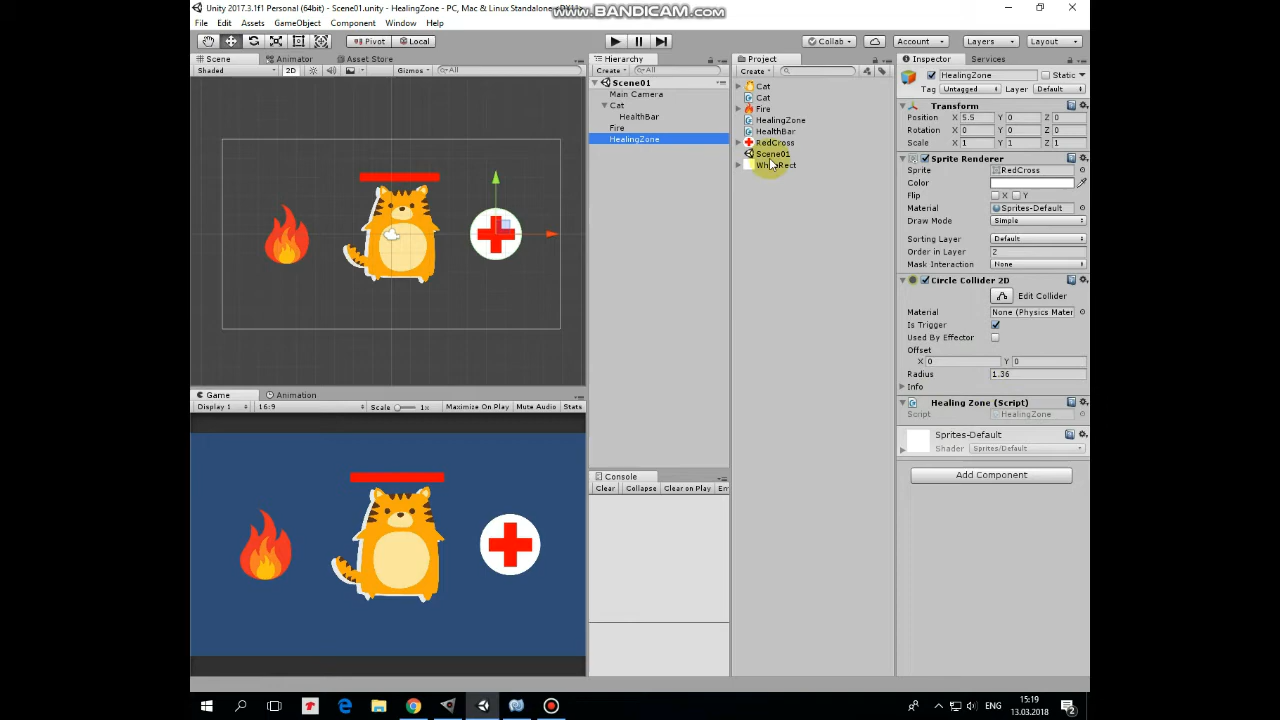 Unity 2017.3.1f1 Personal (64bit) - Scene01.unity - HealingZone - PC, Mac & Linux Standalone <DX11>
www.BANDICAM.com
File Edit Assets GameObject Component Window Help
Pivot Local Collab Account Layers Layout
Scene Animator Asset Store
Shaded 2D Gizmos All
Hierarchy
Create All
Scene01
Main Camera
Cat
HealthBar
Fire
HealingZone
Project
Create
Cat
Cat
Fire
HealingZone
HealthBar
RedCross
Scene01
Inspector Services
HealingZone Static
Tag Untagged Layer Default
Transform
Position X 5.5 Y 0 Z 0
Rotation X 0 Y 0 Z 0
Scale X 1 Y 1 Z 1
Sprite Renderer
Sprite RedCross
Color
Flip X Y
Material Sprites-Default
Draw Mode Simple
Sorting Layer Default
Order in Layer 2
Mask Interaction None
Circle Collider 2D
Edit Collider
Material None (Physics Mater
Is Trigger
Used By Effector
Offset
X 0 Y 0
Radius 1.36
Info
Healing Zone (Script)
Script HealingZone
Sprites-Default
Shader Sprites/Default
Add Component
Game Animation
Display 1 16:9 Scale 1x Maximize On Play Mute Audio Stats
Console
Clear Collapse Clear on Play En
ENG
15:19
13.03.2018
2